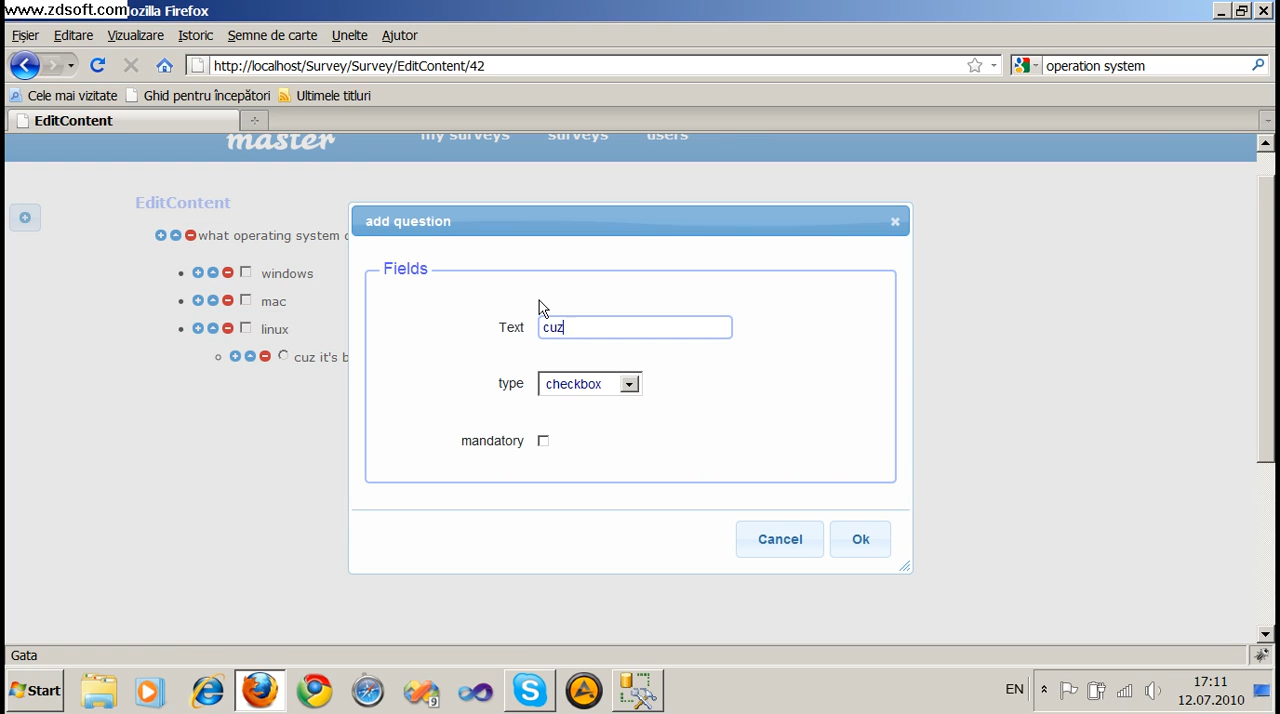 www.zdsoft.com
ozilla Firefox
Fişier Editare Vizualizare Istoric Semne de carte Unelte Ajutor
http://localhost/Survey/Survey/EditContent/42
operation system
Cele mai vizitate Ghid pentru începători Ultimele titluri
EditContent
master my surveys surveys users
EditContent
add question
what operating system
Fields
windows
mac
Text cuz
linux
cuz it's b
type checkbox
mandatory
Cancel Ok
Gata
Start
9
EN
17:11
12.07.2010